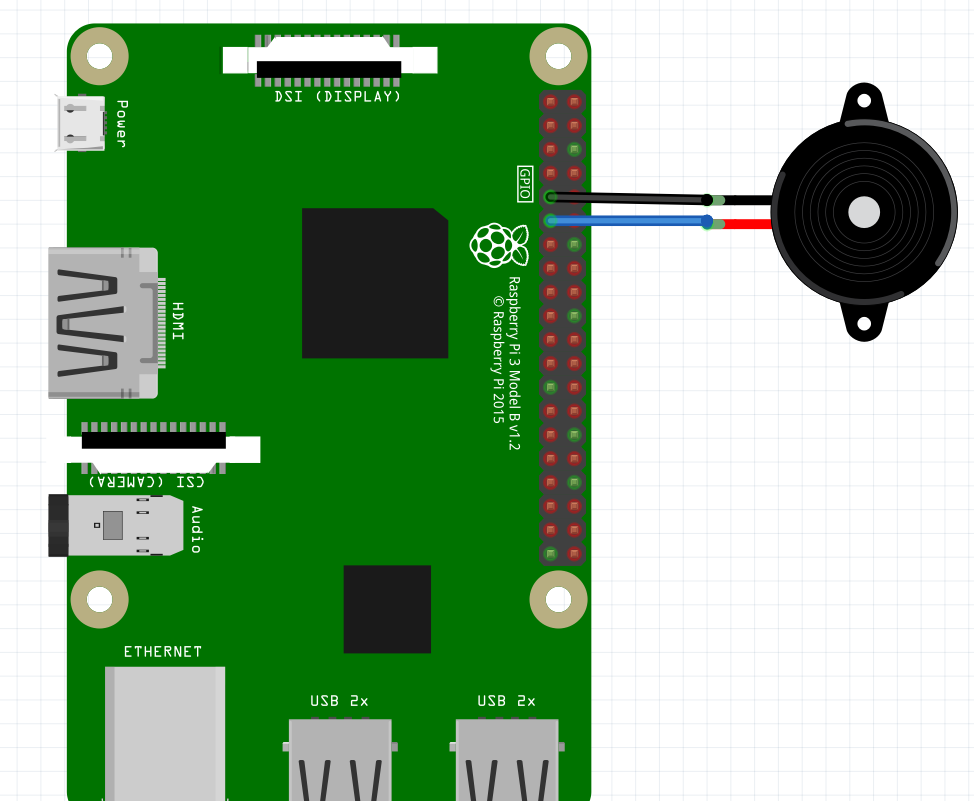 DSI (DISPLAY)
Power
GPIO
HDMI
Raspberry Pi 3 Model B v1.2
© Raspberry Pi 2015
CSI (CAMERA)
Audio
ETHERNET
USB 2x
USB 2x